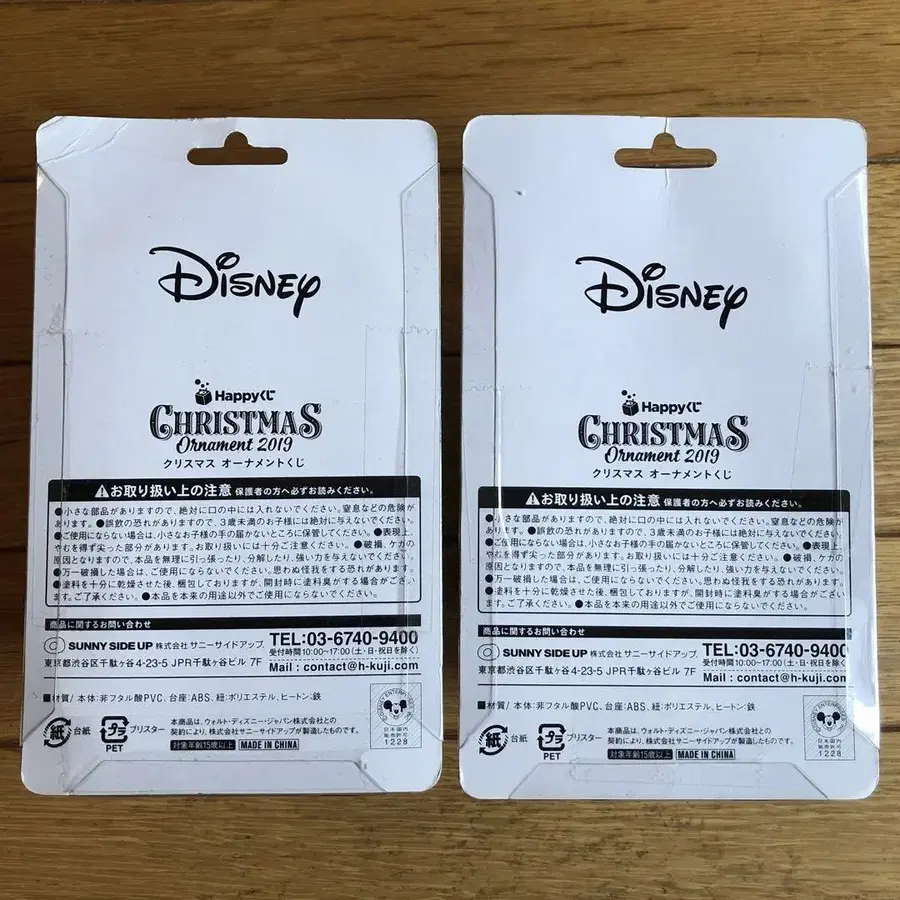 Disney
Happyくじ
CHRISTMAS
Ornament 2019
クリスマス オーナメントくじ
⚠お取り扱い上の注意 保護者の方へ必ずお読みください。
●小さな部品がありますので、絶対に口の中には入れないでください。窒息などの危険が
あります。●誤飲の恐れがありますので、3歳未満のお子様には絶対に与えないでください。
●ご使用にならない場合は、小さなお子様の手の届かないところに保管してください。●表現上、
やむを得ず尖った部分があります。お取り扱いには十分ご注意ください。●破損、ケガの
原因となりますので、本品を無理に引っ張ったり、分解したり、強い力を与えないでください。
●万一破損した場合は、ご使用にならないでください。思わぬ怪我をする恐れがあります。
●塗料を十分に乾燥させた後、梱包しておりますが、開封時に塗料臭がする場合がござい
ます。ご了承ください。●本品を本来の用途以外でご使用にならないでください。
商品に関するお問い合わせ
SUNNY SIDE UP 株式会社 サニーサイドアップ
TEL:03-6740-9400
受付時間10:00~17:00(土・日・祝日を除く)
東京都渋谷区千駄ヶ谷4-23-5 JPR千駄ヶ谷ビル 7F
Mail : contact@h-kuji.com
■材質/ 本体:非フタル酸PVC、台座:ABS、紐:ポリエステル、ヒートン:鉄
紙 台紙
プラ ブリスター
PET
本商品は、ウォルト・ディズニー・ジャパン株式会社との
契約により、株式会社サニーサイドアップが製造したものです。
対象年齢15歳以上 MADE IN CHINA
日本国内
販売許可
1228
Disney
Happyくじ
CHRISTMAS
Ornament 2019
クリスマス オーナメントくじ
⚠お取り扱い上の注意 保護者の方へ必ずお読みください。
●小さな部品がありますので、絶対に口の中には入れないでください。窒息などの危険が
あります。●誤飲の恐れがありますので、3歳未満のお子様には絶対に与えないでください。
●ご使用にならない場合は、小さなお子様の手の届かないところに保管してください。●表現上、
やむを得ず尖った部分があります。お取り扱いには十分ご注意ください。●破損、ケガの
原因となりますので、本品を無理に引っ張ったり、分解したり、強い力を与えないでください。
●万一破損した場合は、ご使用にならないでください。思わぬ怪我をする恐れがあります。
●塗料を十分に乾燥させた後、梱包しておりますが、開封時に塗料臭がする場合がござい
ます。ご了承ください。●本品を本来の用途以外でご使用にならないでください。
商品に関するお問い合わせ
SUNNY SIDE UP 株式会社 サニーサイドアップ
TEL:03-6740-9400
受付時間10:00~17:00(土・日・祝日を除く)
東京都渋谷区千駄ヶ谷4-23-5 JPR千駄ヶ谷ビル 7F
Mail : contact@h-kuji.com
■材質/ 本体:非フタル酸PVC、台座:ABS、紐:ポリエステル、ヒートン:鉄
紙 台紙
プラ ブリスター
PET
本商品は、ウォルト・ディズニー・ジャパン株式会社との
契約により、株式会社サニーサイドアップが製造したものです。
対象年齢15歳以上 MADE IN CHINA
日本国内
販売許可
1228